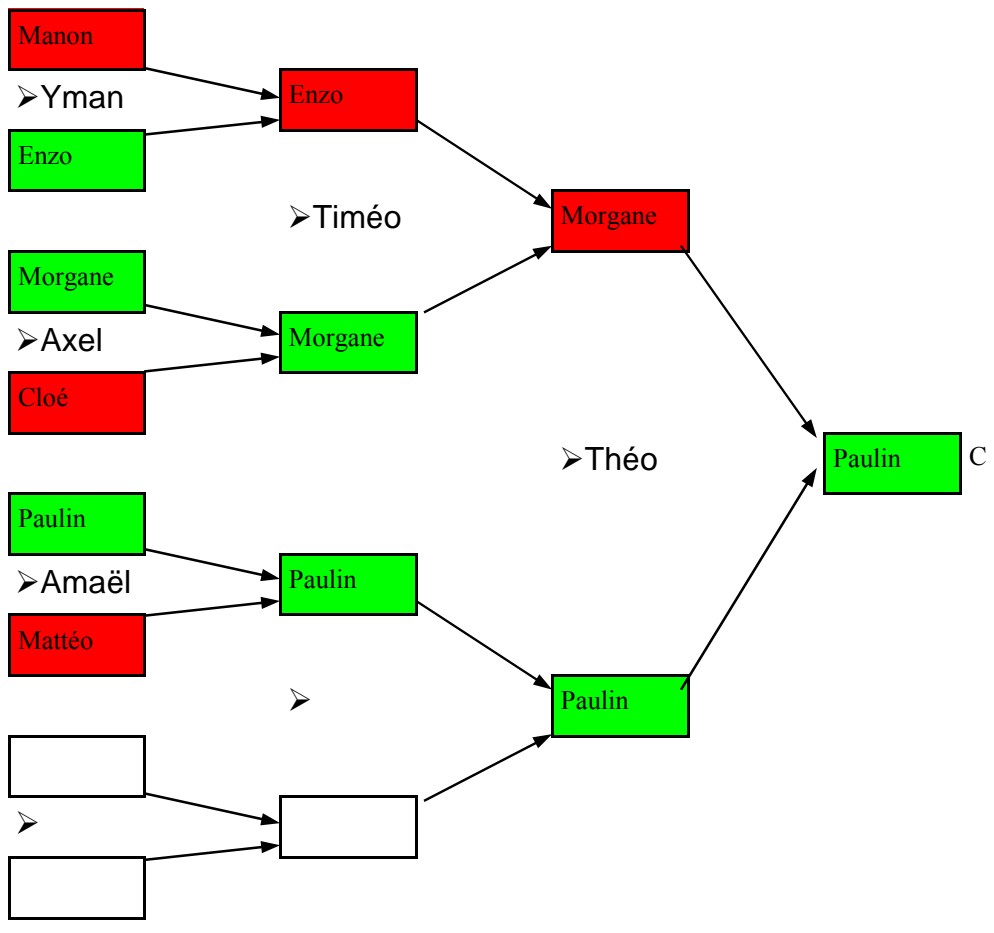 Manon
➢Yman
Enzo
Enzo
➢Timéo
Morgane
Morgane
➢Axel
Morgane
Cloé
➢Théo
Paulin C
Paulin
➢Amaël
Paulin
Mattéo
➢
Paulin
➢